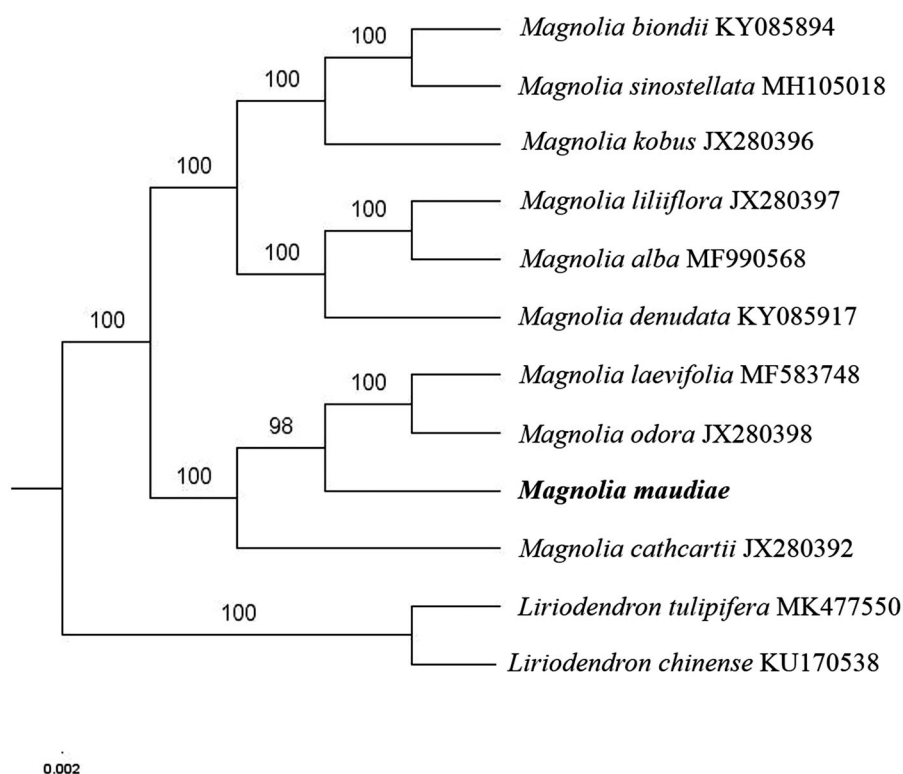 100
Magnolia biondii KY085894
100
Magnolia sinostellata MH105018
Magnolia kobus JX280396
100
100
Magnolia liliiflora JX280397
100
Magnolia alba MF990568
Magnolia denudata KY085917
100
100
Magnolia laevifolia MF583748
98
Magnolia odora JX280398
100
Magnolia maudiae
Magnolia cathcartii JX280392
100
Liriodendron tulipifera MK477550
Liriodendron chinense KU170538
0.002